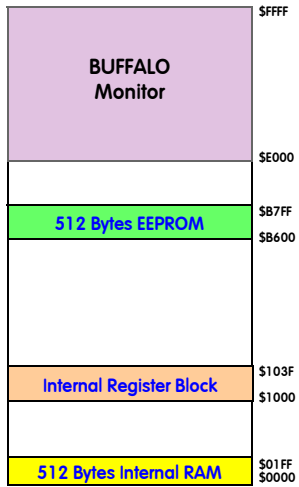 $FFFF
BUFFALO
Monitor
$E000
$B7FF
512 Bytes EEPROM
$B600
$103F
Internal Register Block
$1000
$01FF
512 Bytes Internal RAM
$0000